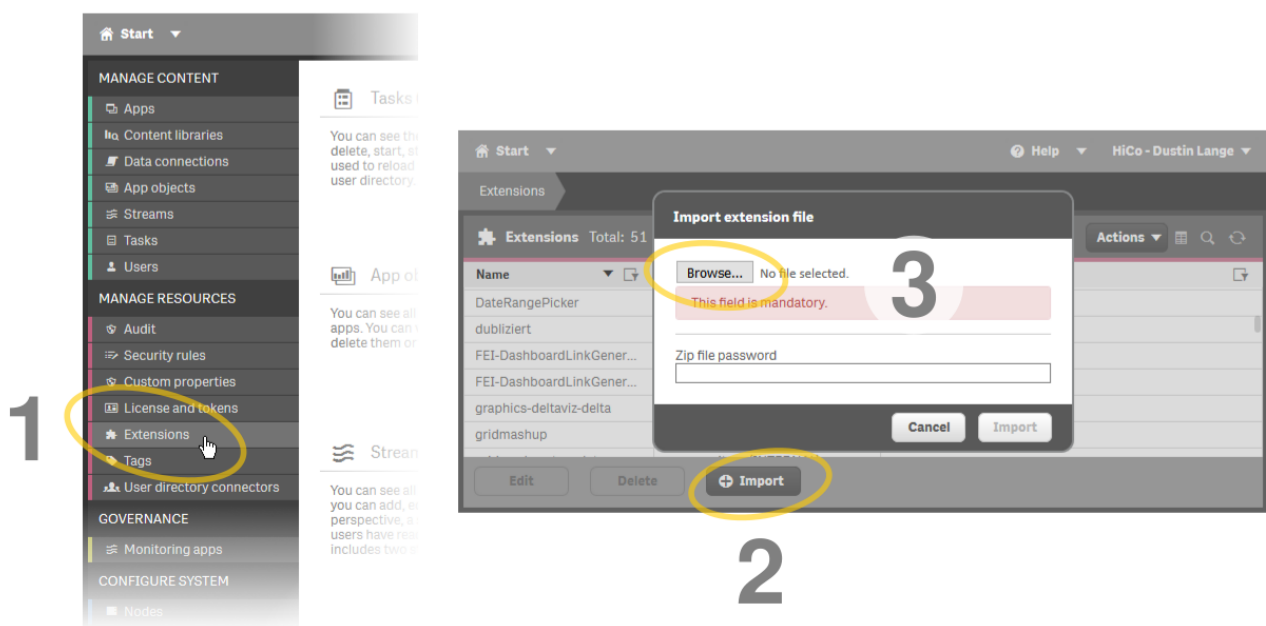 Start
MANAGE CONTENT
Apps
Content libraries
Data connections
App objects
Streams
Tasks
Users
MANAGE RESOURCES
Audit
Security rules
Custom properties
License and tokens
Extensions
Tags
User directory connectors
GOVERNANCE
Monitoring apps
CONFIGURE SYSTEM
Nodes
Tasks
You can see the
delete, start,
used to reload
user directory.
App
You can see all
apps. You can
delete them or
Stream
You can see all
you can add,
perspective, a
users have
includes two
1
Start
Help
HiCo - Dustin Lange
Extensions
Extensions Total: 51
Actions
Name
DateRangePicker
dubliziert
FEI-DashboardLinkGener...
FEI-DashboardLinkGener...
graphics-deltaviz-delta
gridmashup
Import extension file
Browse... No file selected.
This field is mandatory.
Zip file password
Cancel Import
3
Edit Delete Import
2